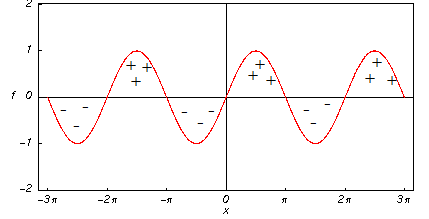 2
1
f 0
−1
−2
+ + +
+
+ + +
+
+ + +
+
− − −
− − −
− − −
−3π −2π −π 0 π 2π 3π
x